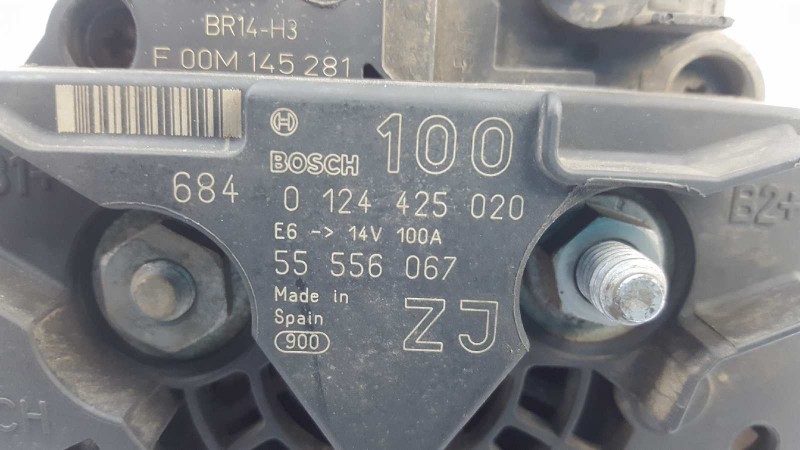 BR14-H3
F 00M 145 281
BOSCH 100
684 0 124 425 020
B2+
E6 -> 14V 100A
55 556 067
Made in
Spain
ZJ
900